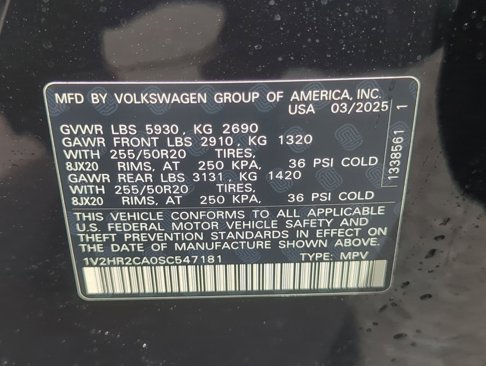 MFD BY VOLKSWAGEN GROUP OF AMERICA, INC.
USA 03/2025
GVWR LBS 5930, KG 2690
GAWR FRONT LBS 2910, KG 1320
WITH 255/50R20 TIRES,
8JX20 RIMS, AT 250 KPA, 36 PSI COLD
GAWR REAR LBS 3131, KG 1420
WITH 255/50R20 TIRES,
8JX20 RIMS, AT 250 KPA, 36 PSI COLD
THIS VEHICLE CONFORMS TO ALL APPLICABLE
U.S. FEDERAL MOTOR VEHICLE SAFETY AND
THEFT PREVENTION STANDARDS IN EFFECT ON
THE DATE OF MANUFACTURE SHOWN ABOVE.
1V2HR2CA0SC547181 TYPE: MPV